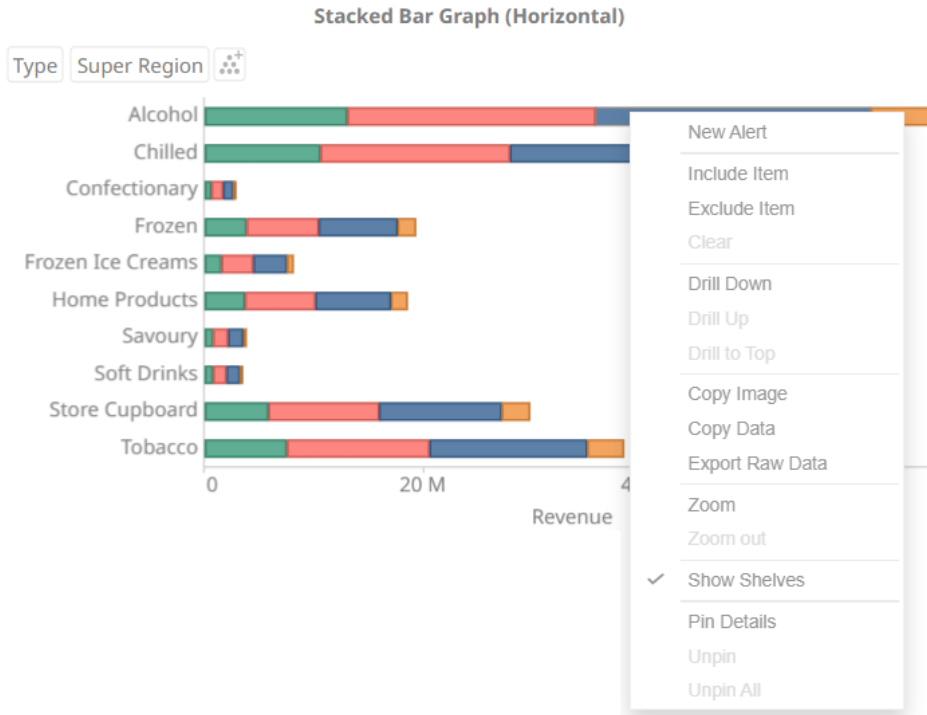 Stacked Bar Graph (Horizontal)
Type
Super Region
Alcohol
Chilled
Confectionary
Frozen
Frozen Ice Creams
Home Products
Savoury
Soft Drinks
Store Cupboard
Tobacco
0
20 M
4
Revenue
New Alert
Include Item
Exclude Item
Clear
Drill Down
Drill Up
Drill to Top
Copy Image
Copy Data
Export Raw Data
Zoom
Zoom out
Show Shelves
Pin Details
Unpin
Unpin All